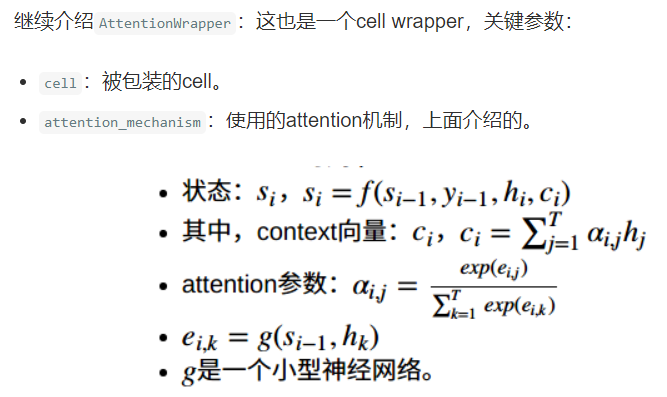 继续介绍 AttentionWrapper：这也是一个cell wrapper，关键参数：
• cell：被包装的cell。
• attention_mechanism：使用的attention机制，上面介绍的。
• 状态：s_i，s_i = f(s_{i−1}, y_{i−1}, h_i, c_i)
• 其中，context向量：c_i，c_i = ∑_{j=1}^{T} α_{i,j}h_j
• attention参数：α_{i,j} = exp(e_{i,j}) / ∑_{k=1}^{T} exp(e_{i,k})
• e_{i,k} = g(s_{i−1}, h_k)
• g是一个小型神经网络。